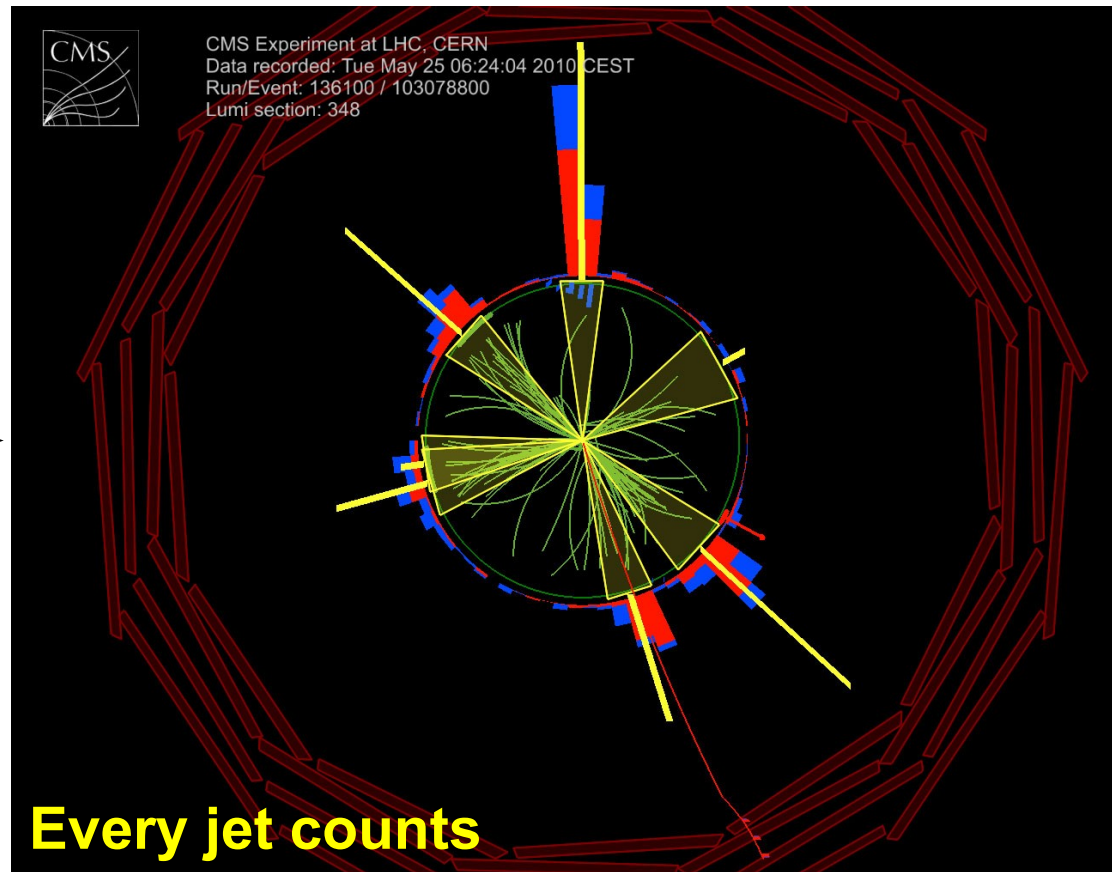 CMS
CMS Experiment at LHC, CERN
Data recorded: Tue May 25 06:24:04 2010 CEST
Run/Event: 136100 / 103078800
Lumi section: 348
Every jet counts